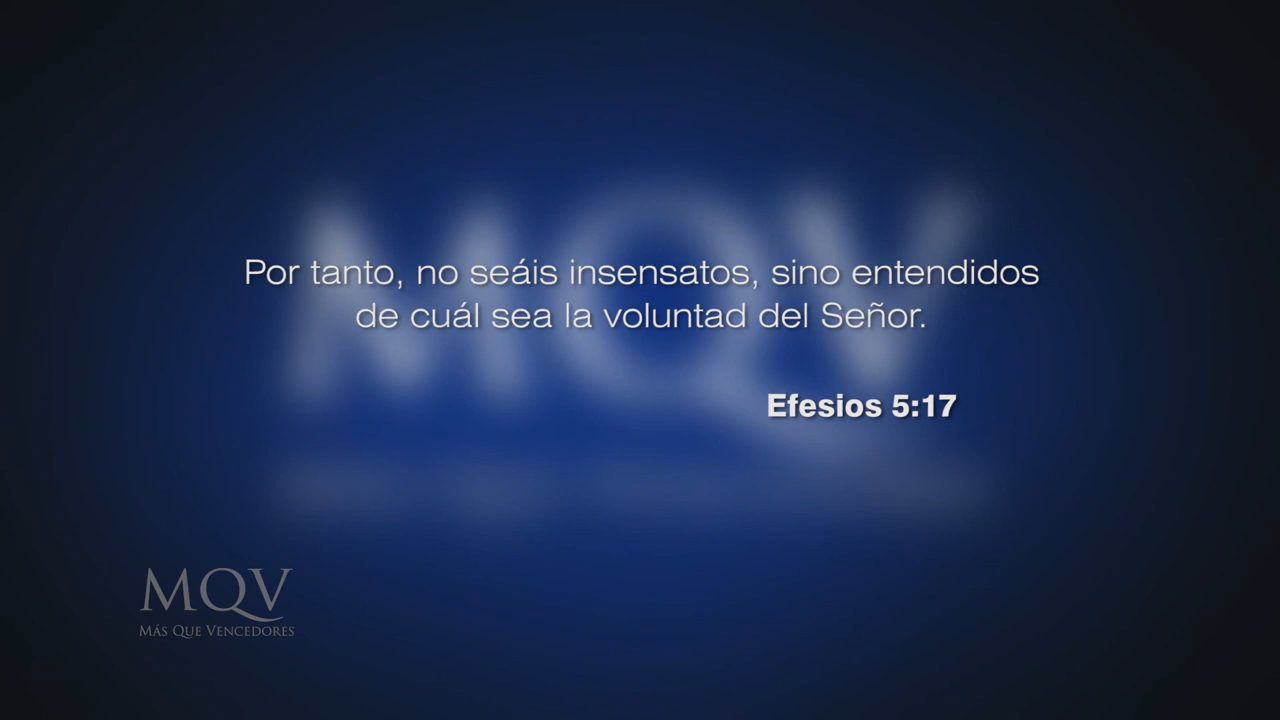 Por tanto, no seáis insensatos, sino entendidos
de cuál sea la voluntad del Señor.
Efesios 5:17
MQV
MQV
MÁS QUE VENCEDORES